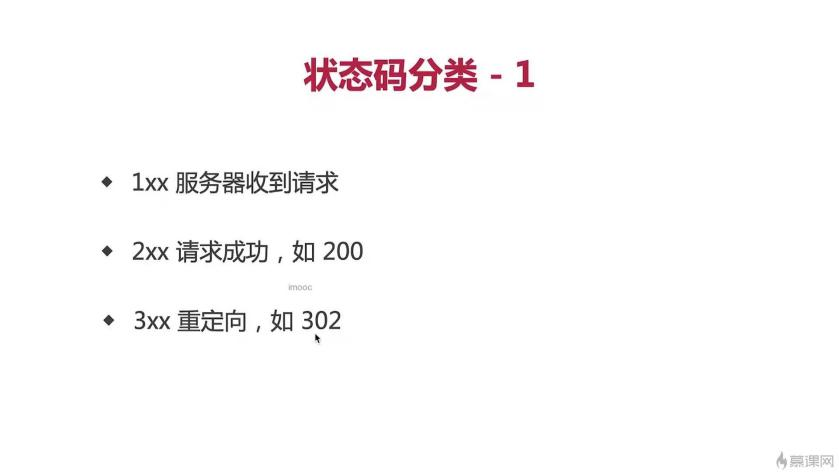 状态码分类 - 1
◆ 1xx 服务器收到请求
◆ 2xx 请求成功，如 200
imooc
◆ 3xx 重定向，如 302
慕课网